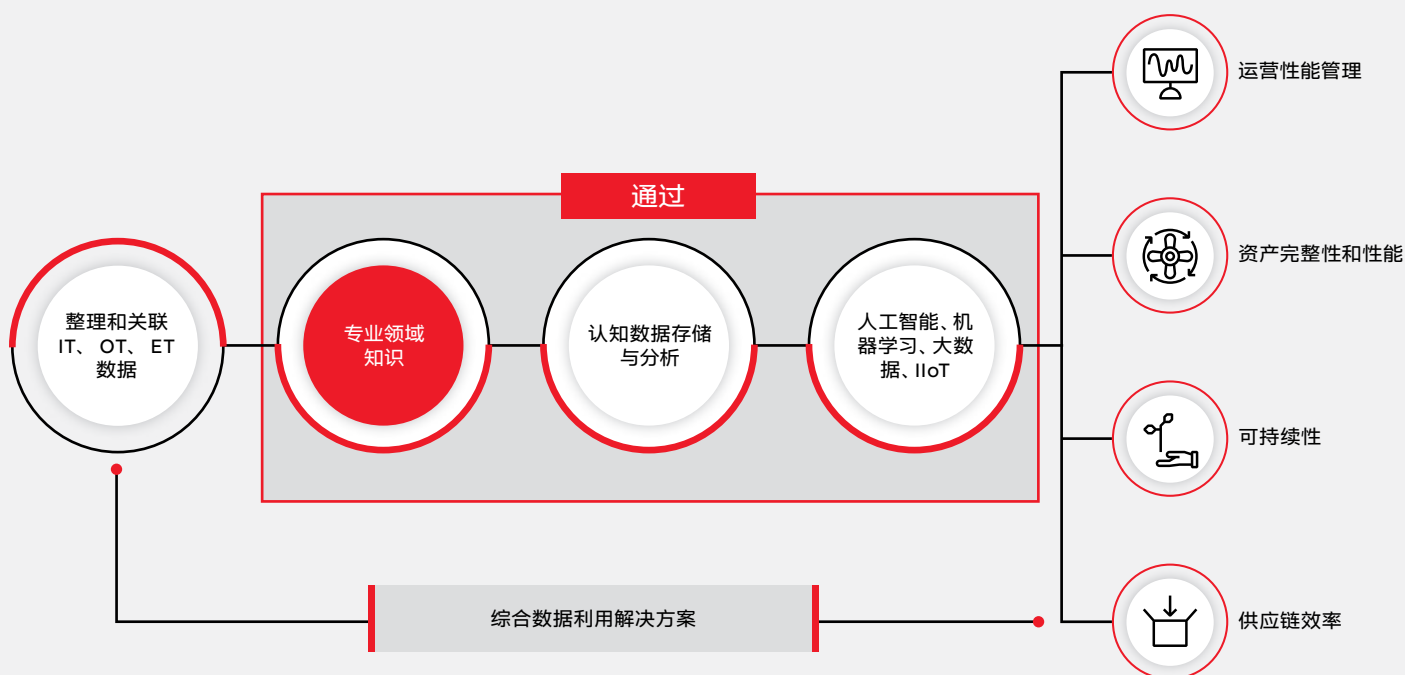 通过
整理和关联
IT、 OT、 ET
数据
专业领域
知识
认知数据存储
与分析
人工智能、机
器学习、大数
据、IIoT
运营性能管理
资产完整性和性能
可持续性
供应链效率
综合数据利用解决方案